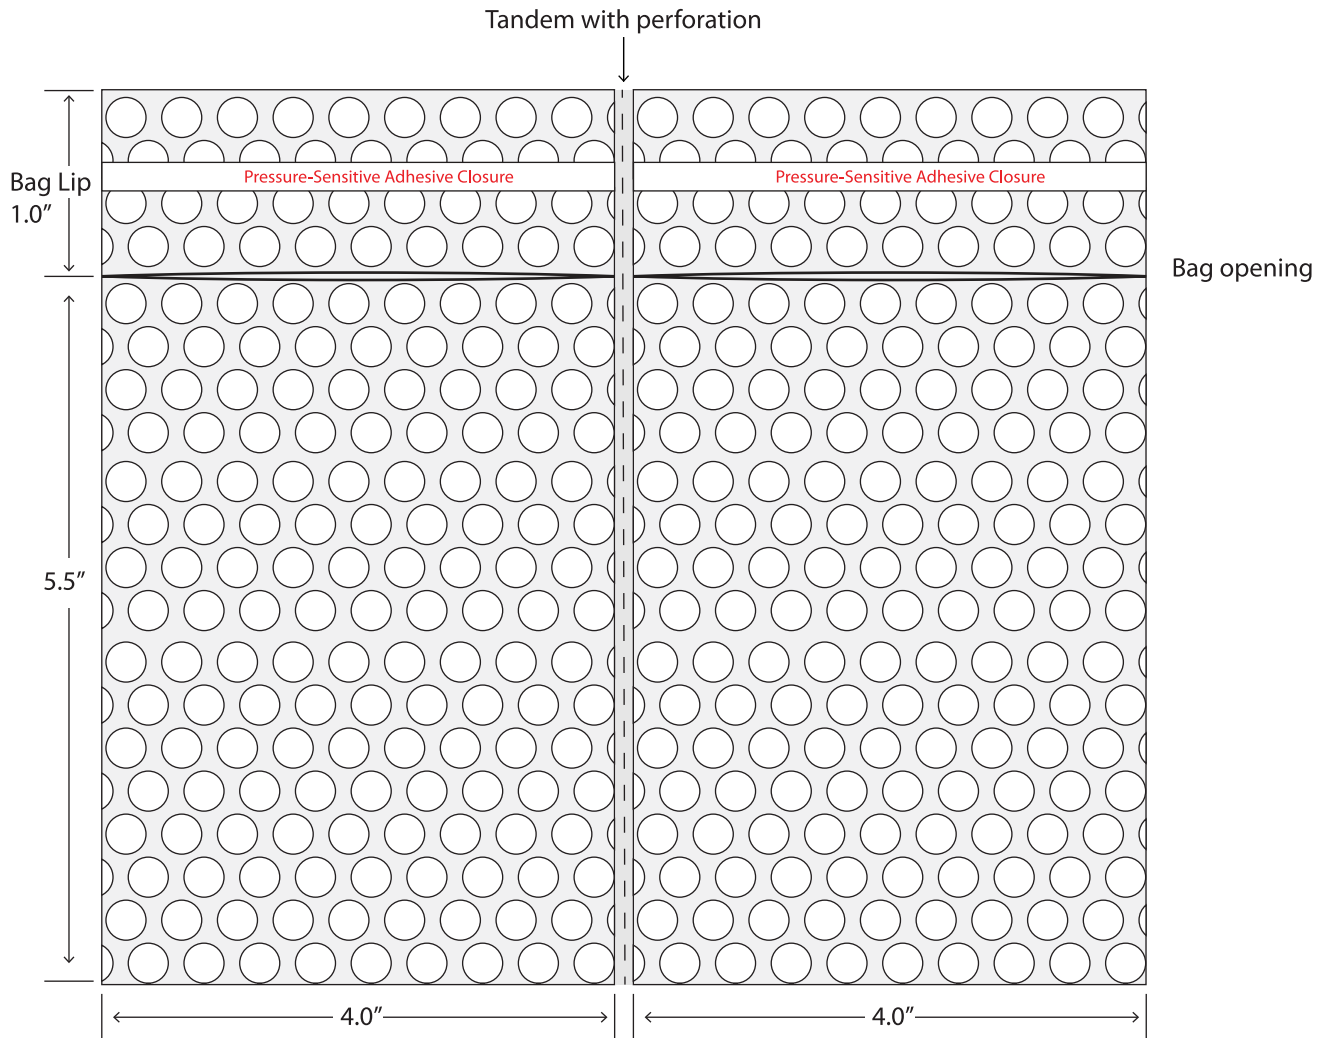 Tandem with perforation
Pressure-Sensitive Adhesive Closure
Pressure-Sensitive Adhesive Closure
Bag Lip
1.0”
Bag opening
5.5”
4.0”
4.0”